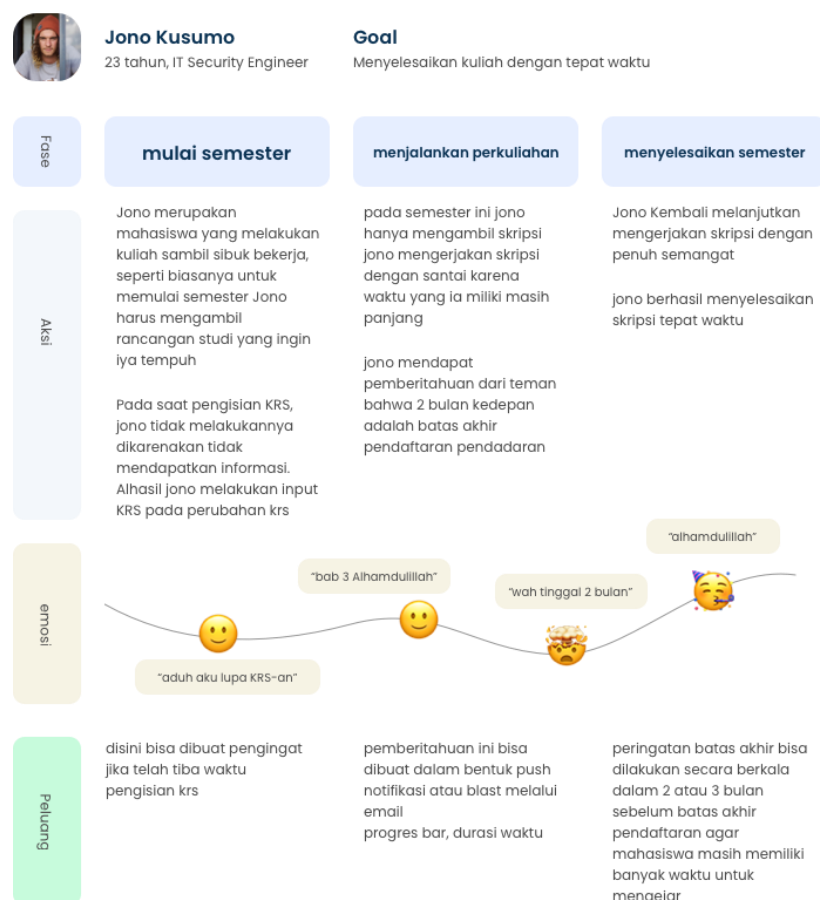 Jono Kusumo
23 tahun, IT Security Engineer
Goal
Menyelesaikan kuliah dengan tepat waktu
Fase
mulai semester
menjalankan perkuliahan
menyelesaikan semester
Aksi
Jono merupakan
mahasiswa yang melakukan
kuliah sambil sibuk bekerja,
seperti biasanya untuk
memulai semester Jono
harus mengambil
rancangan studi yang ingin
iya tempuh
Pada saat pengisian KRS,
jono tidak melakukannya
dikarenakan tidak
mendapatkan informasi.
Alhasil jono melakukan input
KRS pada perubahan krs
pada semester ini jono
hanya mengambil skripsi
jono mengerjakan skripsi
dengan santai karena
waktu yang ia miliki masih
panjang
jono mendapat
pemberitahuan dari teman
bahwa 2 bulan kedepan
adalah batas akhir
pendaftaran pendadaran
Jono Kembali melanjutkan
mengerjakan skripsi dengan
penuh semangat
jono berhasil menyelesaikan
skripsi tepat waktu
emosi
“aduh aku lupa KRS-an”
“bab 3 Alhamdulillah”
“wah tinggal 2 bulan”
“alhamdulillah”
Peluang
disini bisa dibuat pengingat
jika telah tiba waktu
pengisian krs
pemberitahuan ini bisa
dibuat dalam bentuk push
notifikasi atau blast melalui
email
progres bar, durasi waktu
peringatan batas akhir bisa
dilakukan secara berkala
dalam 2 atau 3 bulan
sebelum batas akhir
pendaftaran agar
mahasiswa masih memiliki
banyak waktu untuk
mengejar